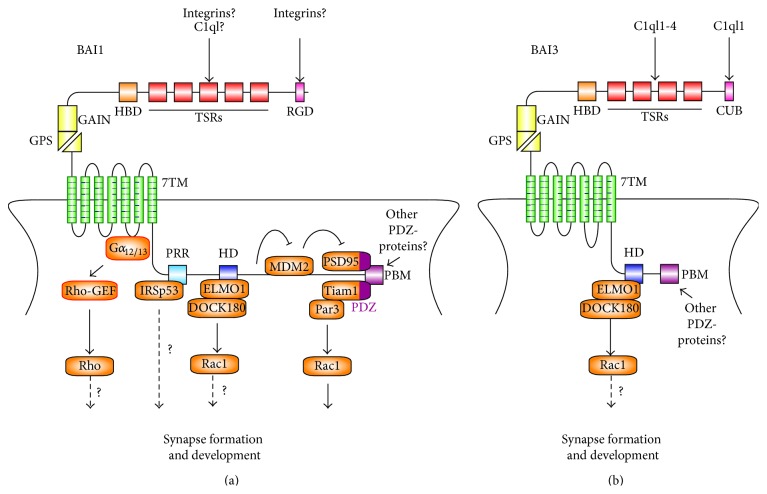 Integrins?
C1ql?
Integrins?
BAI1
HBD
TSRs
RGD
GAIN
GPS
7TM
Gα12/13
PRR
HD
MDM2
PSD95
Other
PDZ-
proteins?
PBM
Rho-GEF
IRSp53
ELMO1
DOCK180
Tiam1
PDZ
Par3
?
Rho
Rac1
Rac1
?
?
Synapse formation
and development
(a)
C1ql1-4
C1ql1
BAI3
HBD
TSRs
CUB
GAIN
GPS
7TM
HD
PBM
ELMO1
DOCK180
Other
PDZ-
proteins?
Rac1
?
Synapse formation
and development
(b)